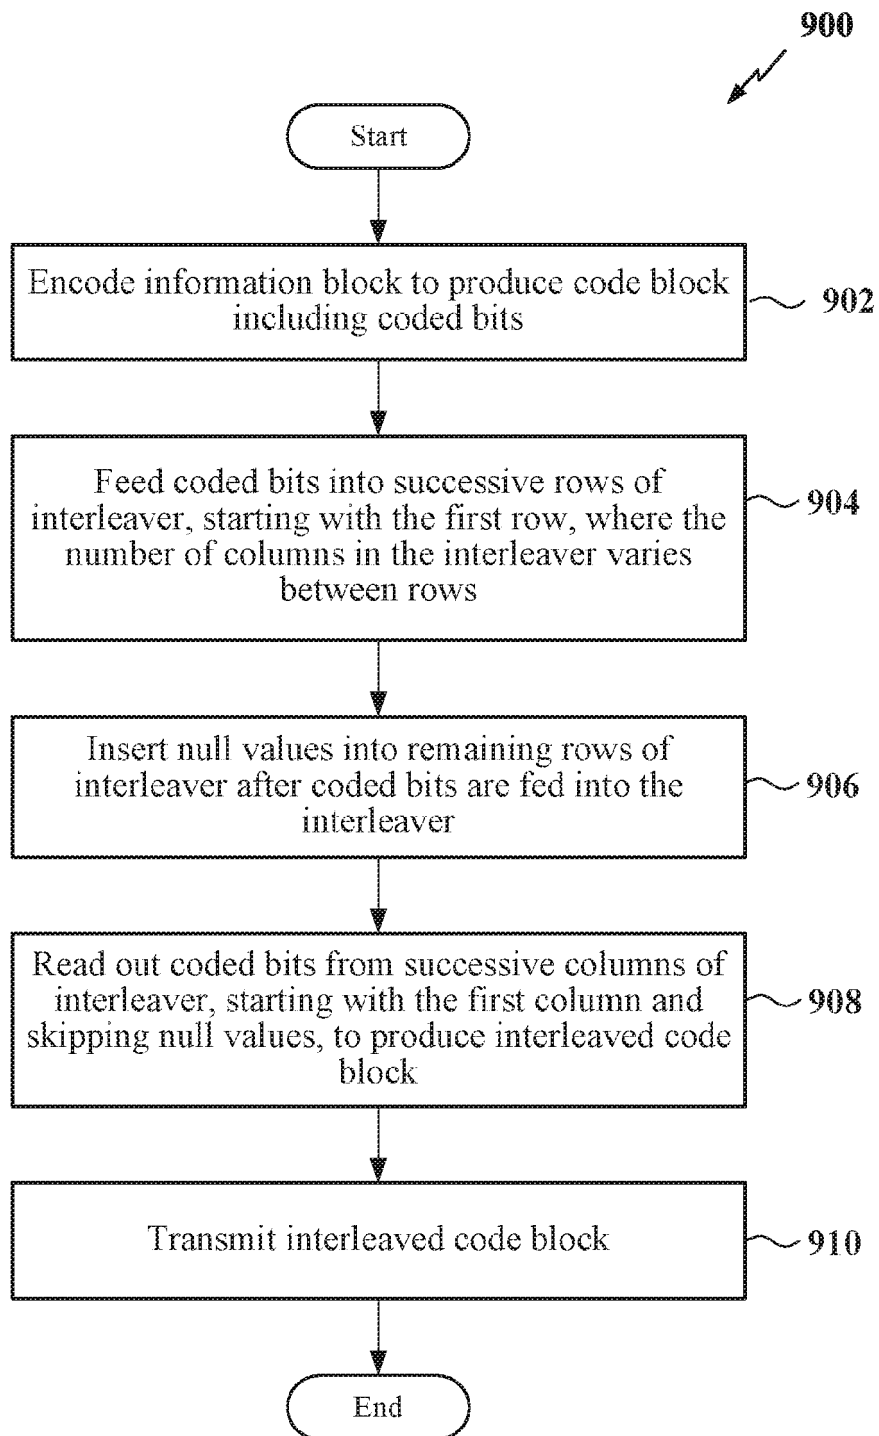 900
Start
Encode information block to produce code block
including coded bits
902
Feed coded bits into successive rows of
interleaver, starting with the first row, where the
number of columns in the interleaver varies
between rows
904
Insert null values into remaining rows of
interleaver after coded bits are fed into the
interleaver
906
Read out coded bits from successive columns of
interleaver, starting with the first column and
skipping null values, to produce interleaved code
block
908
Transmit interleaved code block
910
End